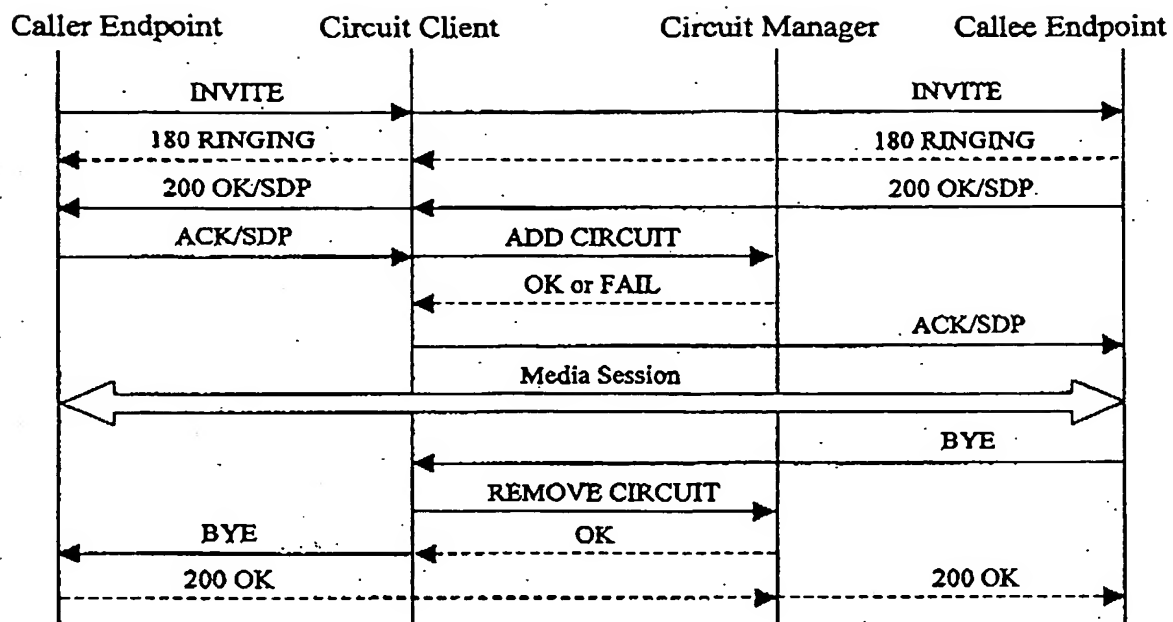 Caller Endpoint Circuit Client Circuit Manager Callee Endpoint
INVITE INVITE
180 RINGING 180 RINGING
200 OK/SDP 200 OK/SDP
ACK/SDP ADD CIRCUIT
OK or FAIL
ACK/SDP
Media Session
BYE
REMOVE CIRCUIT
BYE OK
200 OK 200 OK